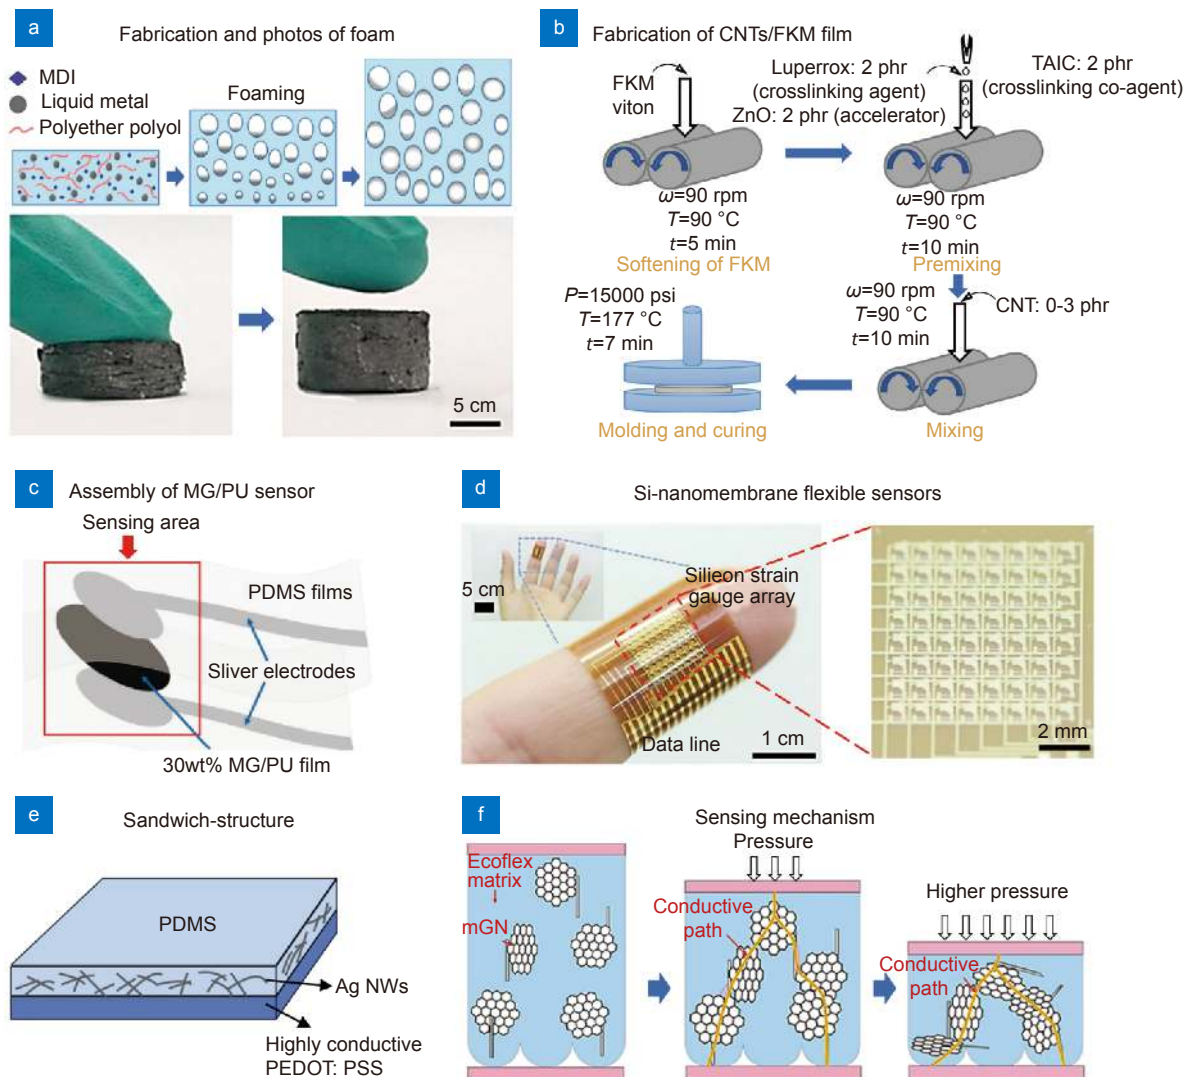 a
Fabrication and photos of foam
MDI
Liquid metal
Polyether polyol
Foaming
5 cm
b
Fabrication of CNTs/FKM film
FKM
viton
Luperrox: 2 phr
(crosslinking agent)
ZnO: 2 phr (accelerator)
TAIC: 2 phr
(crosslinking co-agent)
ω=90 rpm
T=90 °C
t=5 min
Softening of FKM
ω=90 rpm
T=90 °C
t=10 min
Premixing
P=15000 psi
T=177 °C
t=7 min
Molding and curing
ω=90 rpm
T=90 °C
t=10 min
CNT: 0-3 phr
Mixing
c
Assembly of MG/PU sensor
Sensing area
PDMS films
Sliver electrodes
30wt% MG/PU film
d
Si-nanomembrane flexible sensors
5 cm
Silieon strain
gauge array
Data line
1 cm
2 mm
e
Sandwich-structure
PDMS
Ag NWs
Highly conductive
PEDOT: PSS
f
Sensing mechanism
Pressure
Ecoflex
matrix
mGN
Conductive
path
Higher pressure
Conductive
path